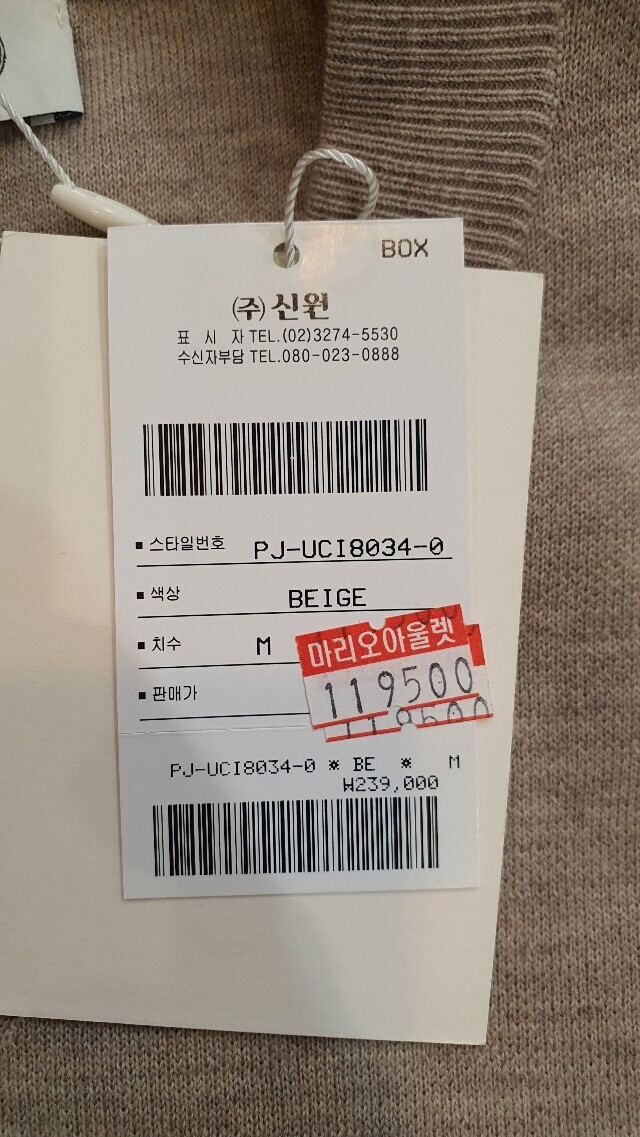 BOX
(주)신원
표 시 자 TEL.(02)3274-5530
수신자부담 TEL.080-023-0888
■ 스타일번호 PJ-UCI8034-0
■ 색상 BEIGE
■ 치수 M
마리오아울렛
■ 판매가 119500
119500
PJ-UCI8034-0 ※ BE ※ M
₩239,000